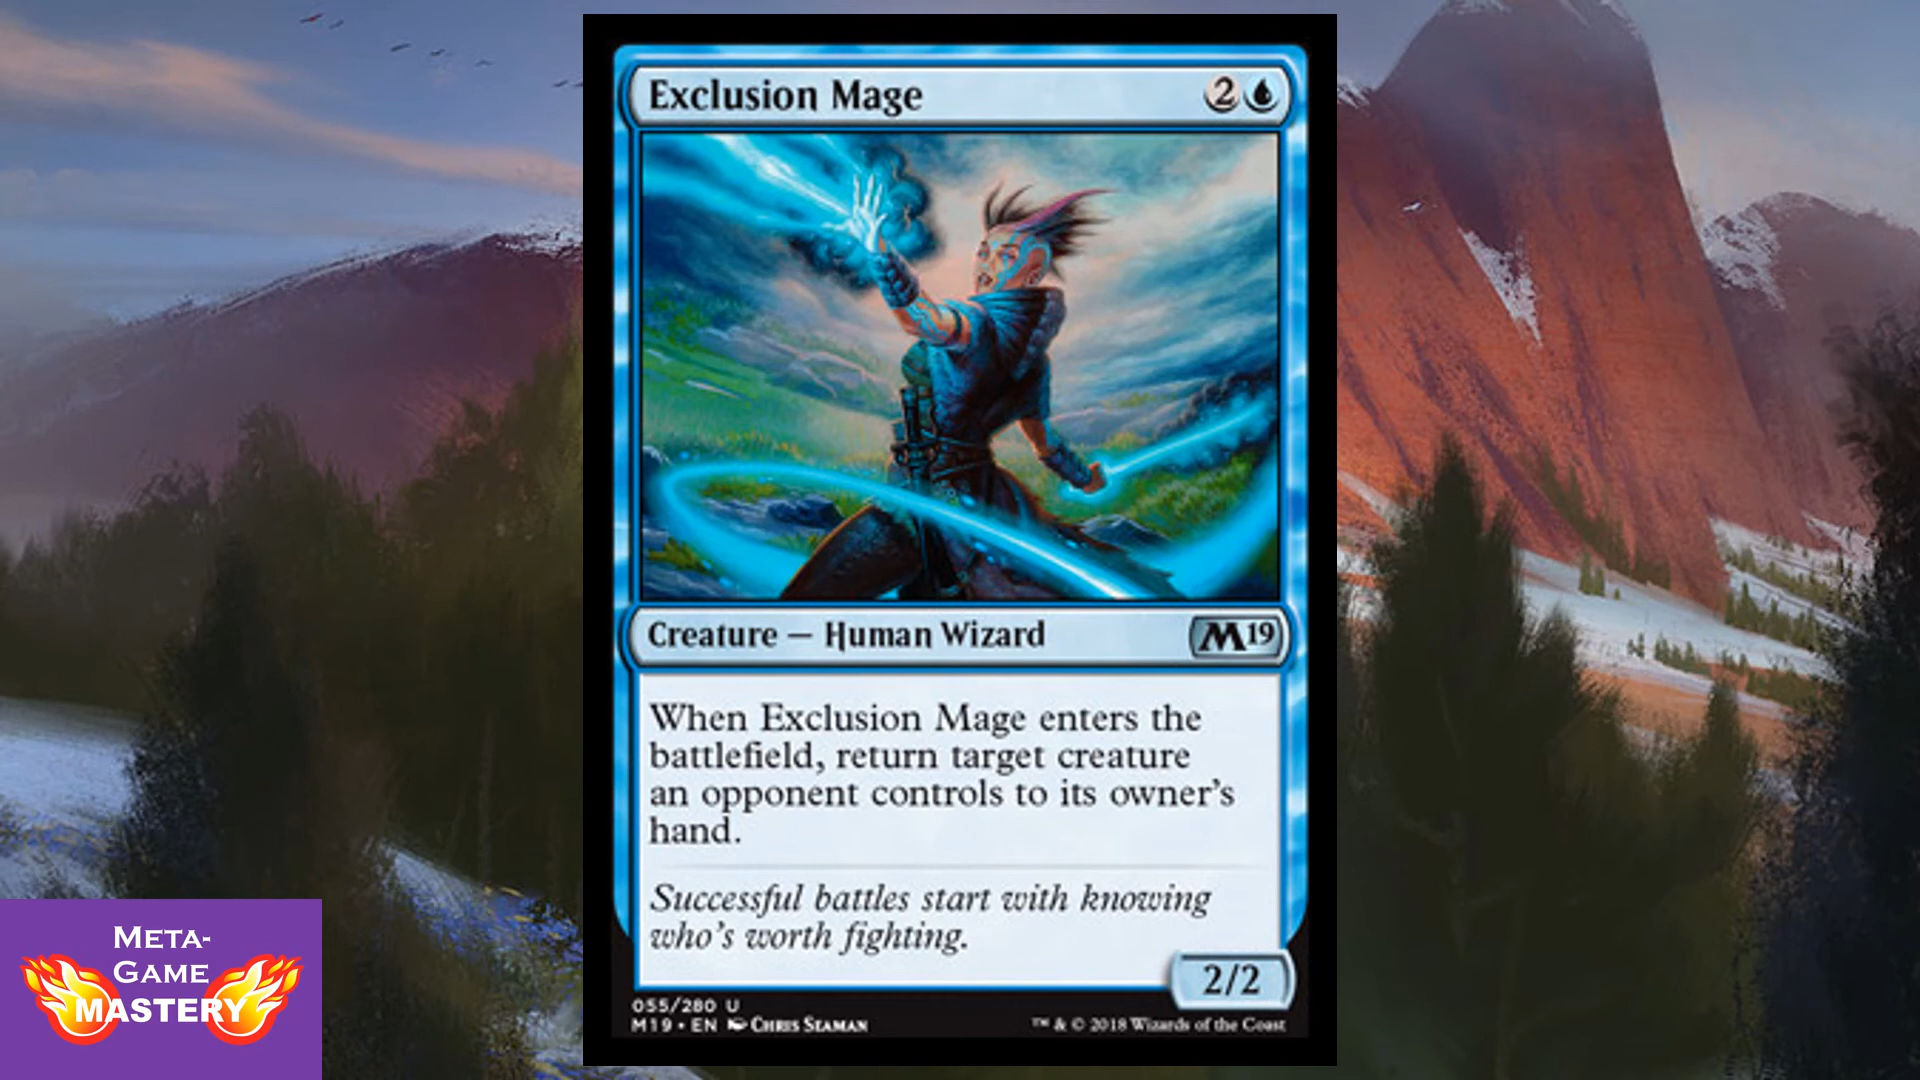 Exclusion Mage
2
Creature — Human Wizard
M19
When Exclusion Mage enters the
battlefield, return target creature
an opponent controls to its owner's
hand.
Successful battles start with knowing
who's worth fighting.
2/2
055/280 U
M19 • EN Chris Seaman
™ & © 2018 Wizards of the Coast
META-
GAME
MASTERY